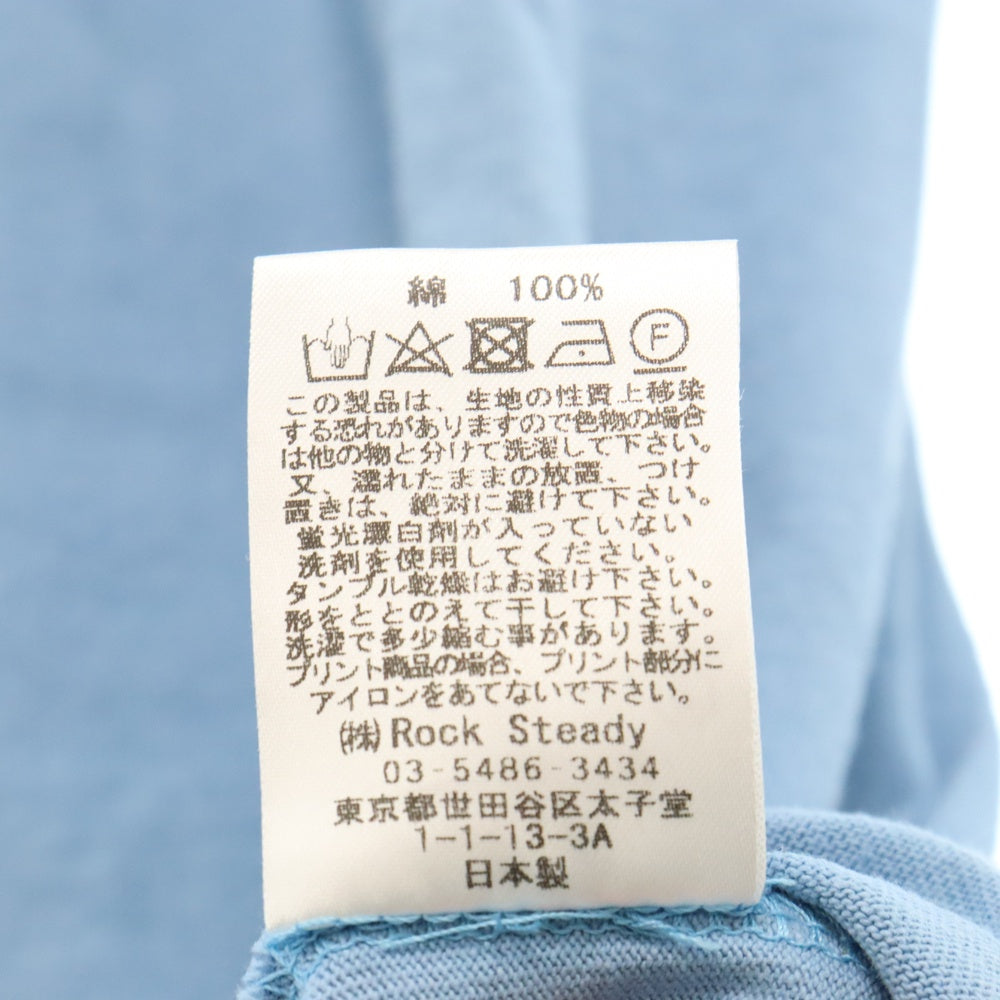 綿 100%
F
この製品は、生地の性質上移染
する恐れがありますので色物の場合
は他の物と分けて洗濯して下さい。
又、濡れたままの放置、つけ
置きは、絶対に避けて下さい。
蛍光漂白剤が入っていない
洗剤を使用してください。
タンブル乾燥はお避け下さい。
形をととのえて干して下さい。
洗濯で多少縮む事があります。
プリント商品の場合、プリント部分に
アイロンをあてないで下さい。
㈱Rock Steady
03-5486-3434
東京都世田谷区太子堂
1-1-13-3A
日本製